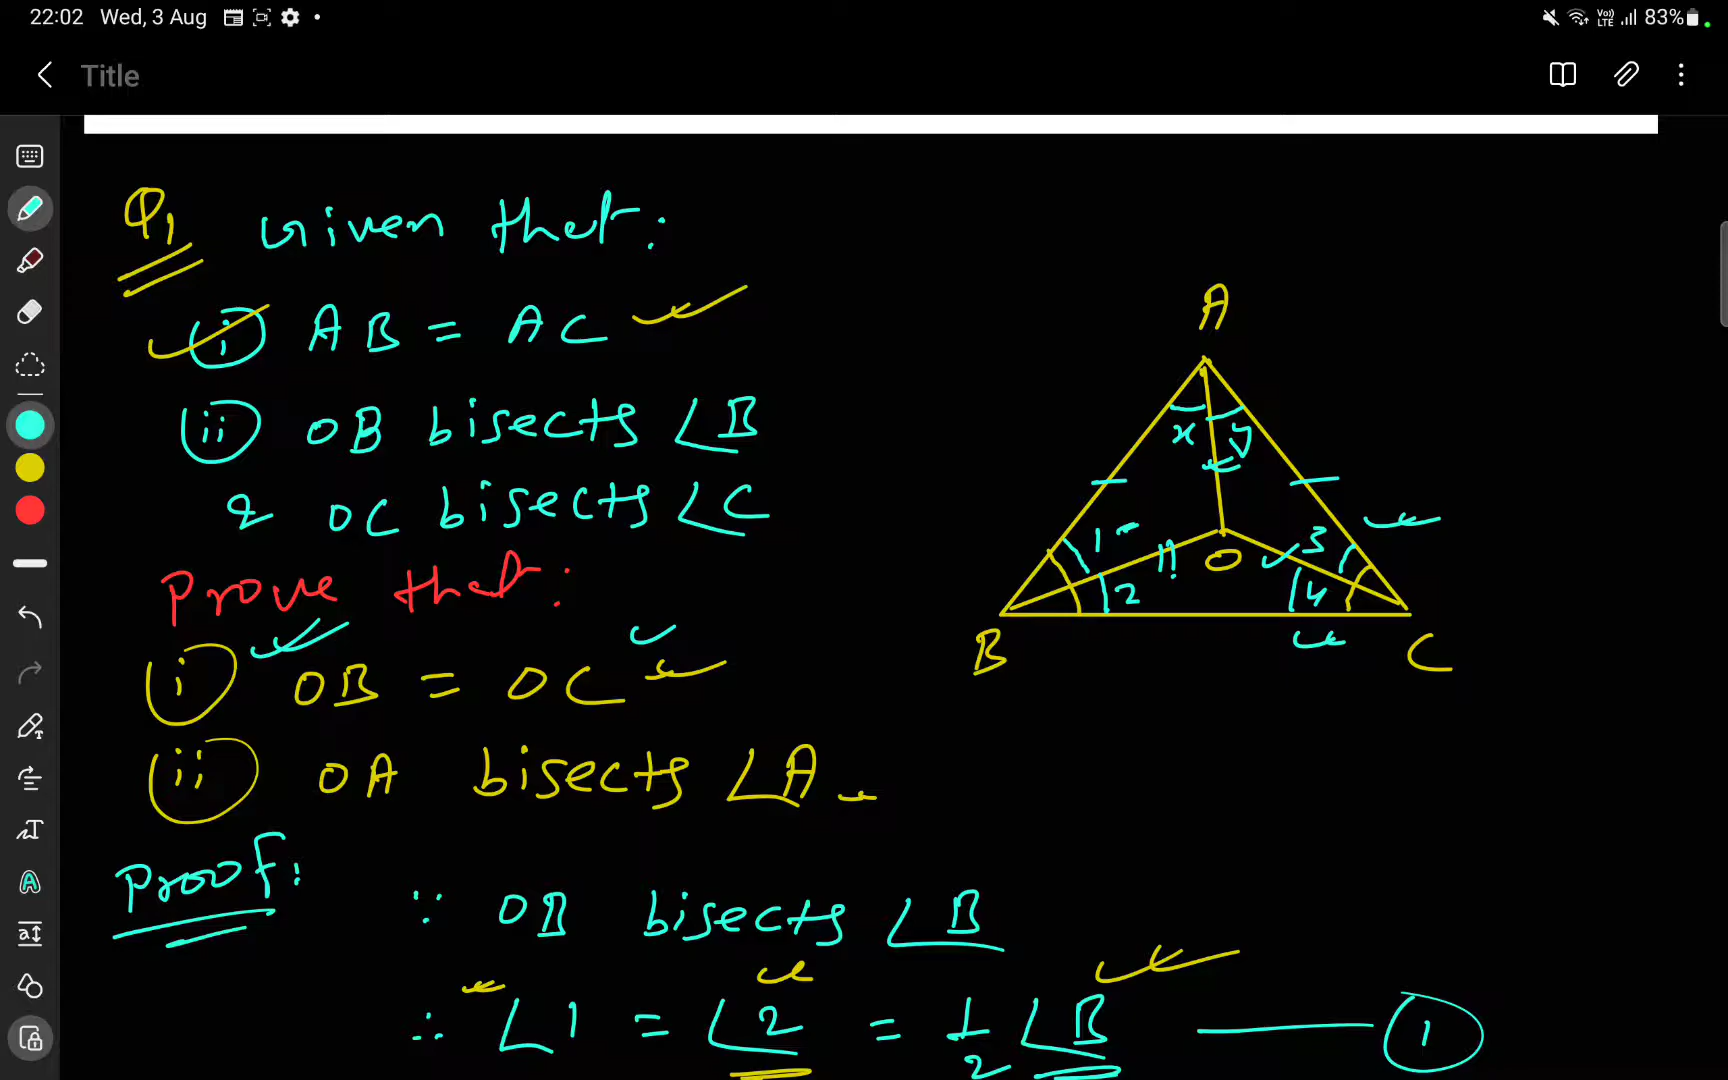 22:02 Wed, 3 Aug
83%
Title
Q1 Given that:
(i) AB = AC
(ii) OB bisects ∠B
& OC bisects ∠C
Prove that:
(i) OB = OC
(ii) OA bisects ∠A
Proof:
∵ OB bisects ∠B
∴ ∠1 = ∠2 = 1/2 ∠B — (1)
A
x y
1 3
O
2 4
B C